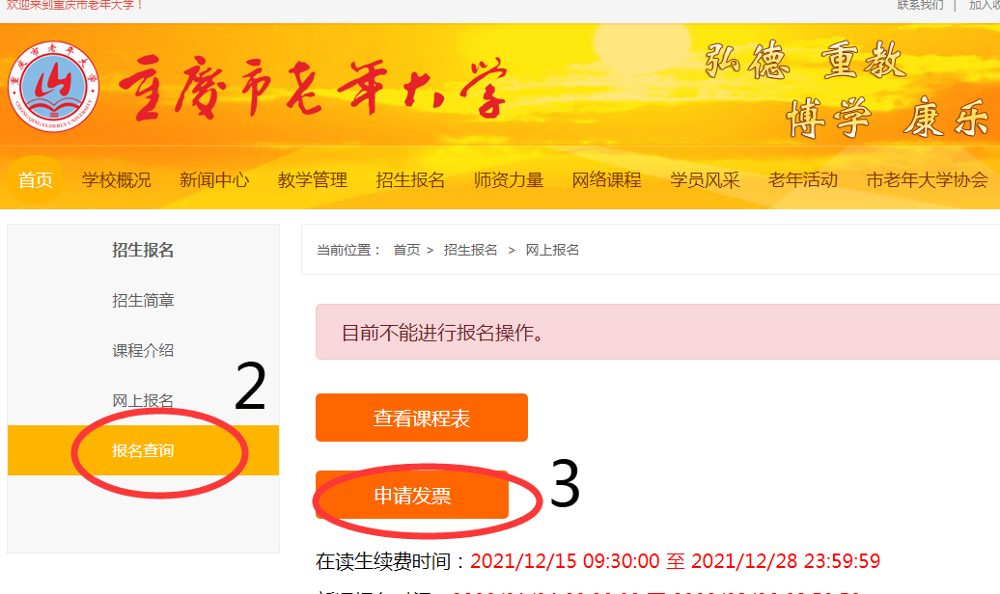 欢迎来到重庆市老年大学！
联系我们 | 加入收
重庆市老年大学
CHONGQING ELDERLY UNIVERSITY
重庆市老年大学
弘德 重教
博学 康乐
首页 学校概况 新闻中心 教学管理 招生报名 师资力量 网络课程 学员风采 老年活动 市老年大学协会
招生报名
招生简章
课程介绍
网上报名
2
报名查询
当前位置： 首页 > 招生报名 > 网上报名
目前不能进行报名操作。
查看课程表
申请发票
3
在读生续费时间：2021/12/15 09:30:00 至 2021/12/28 23:59:59